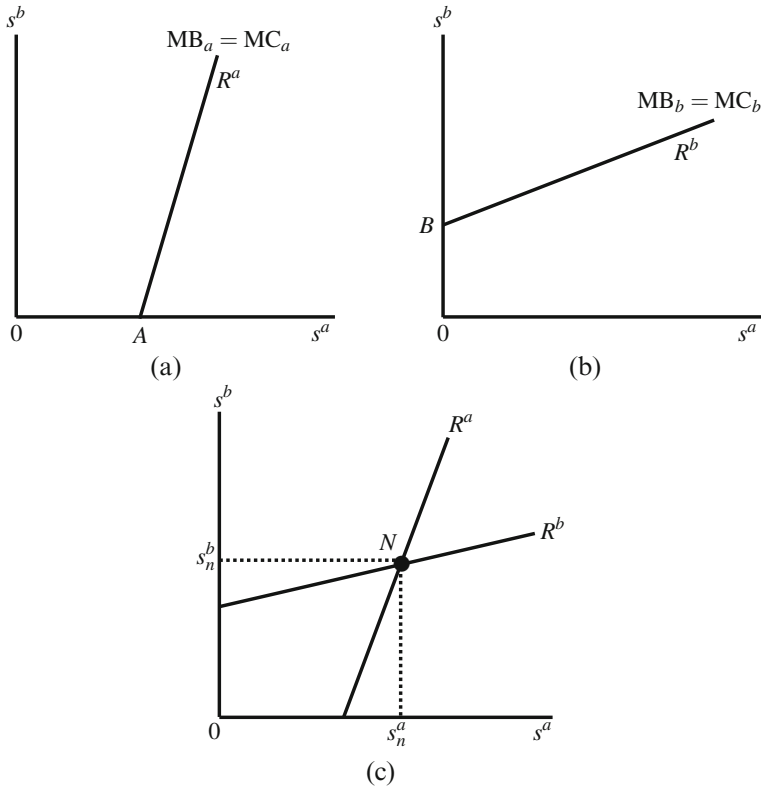 s^b
MB_a = MC_a
R^a
0
A
s^a
(a)
s^b
MB_b = MC_b
R^b
B
0
s^a
(b)
s^b
R^a
N
R^b
s_n^b
0
s_n^a
s^a
(c)